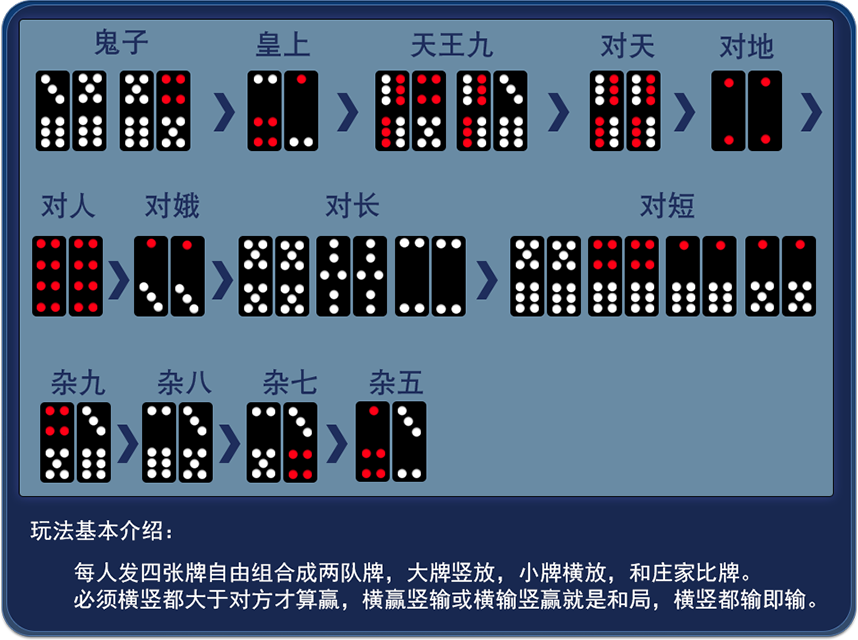 鬼子 皇上 天王九 对天 对地
对人 对娥 对长 对短
杂九 杂八 杂七 杂五
玩法基本介绍：
每人发四张牌自由组合成两队牌，大牌竖放，小牌横放，和庄家比牌。
必须横竖都大于对方才算赢，横赢竖输或横输竖赢就是和局，横竖都输即输。